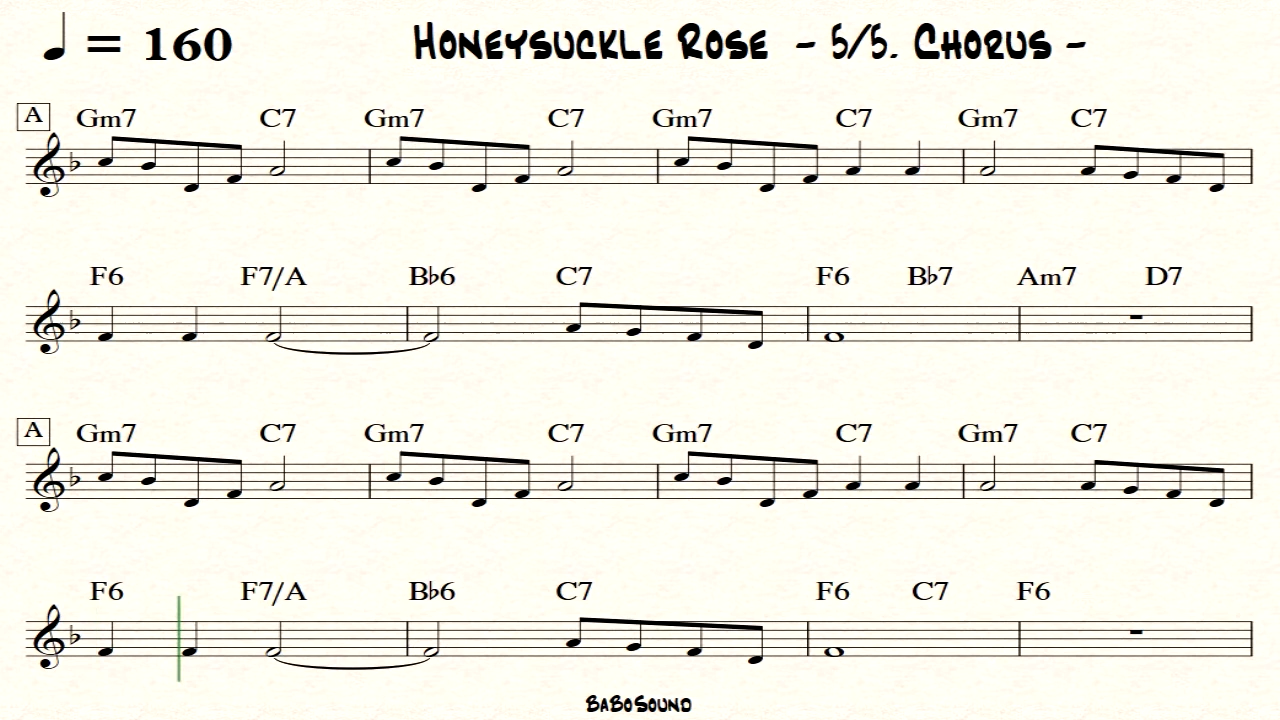 ♩ = 160 Honeysuckle Rose - 5/5. Chorus -
A Gm7 C7 Gm7 C7 Gm7 C7 Gm7 C7
F6 F7/A B♭6 C7 F6 B♭7 Am7 D7
A Gm7 C7 Gm7 C7 Gm7 C7 Gm7 C7
F6 F7/A B♭6 C7 F6 C7 F6
BaBoSound